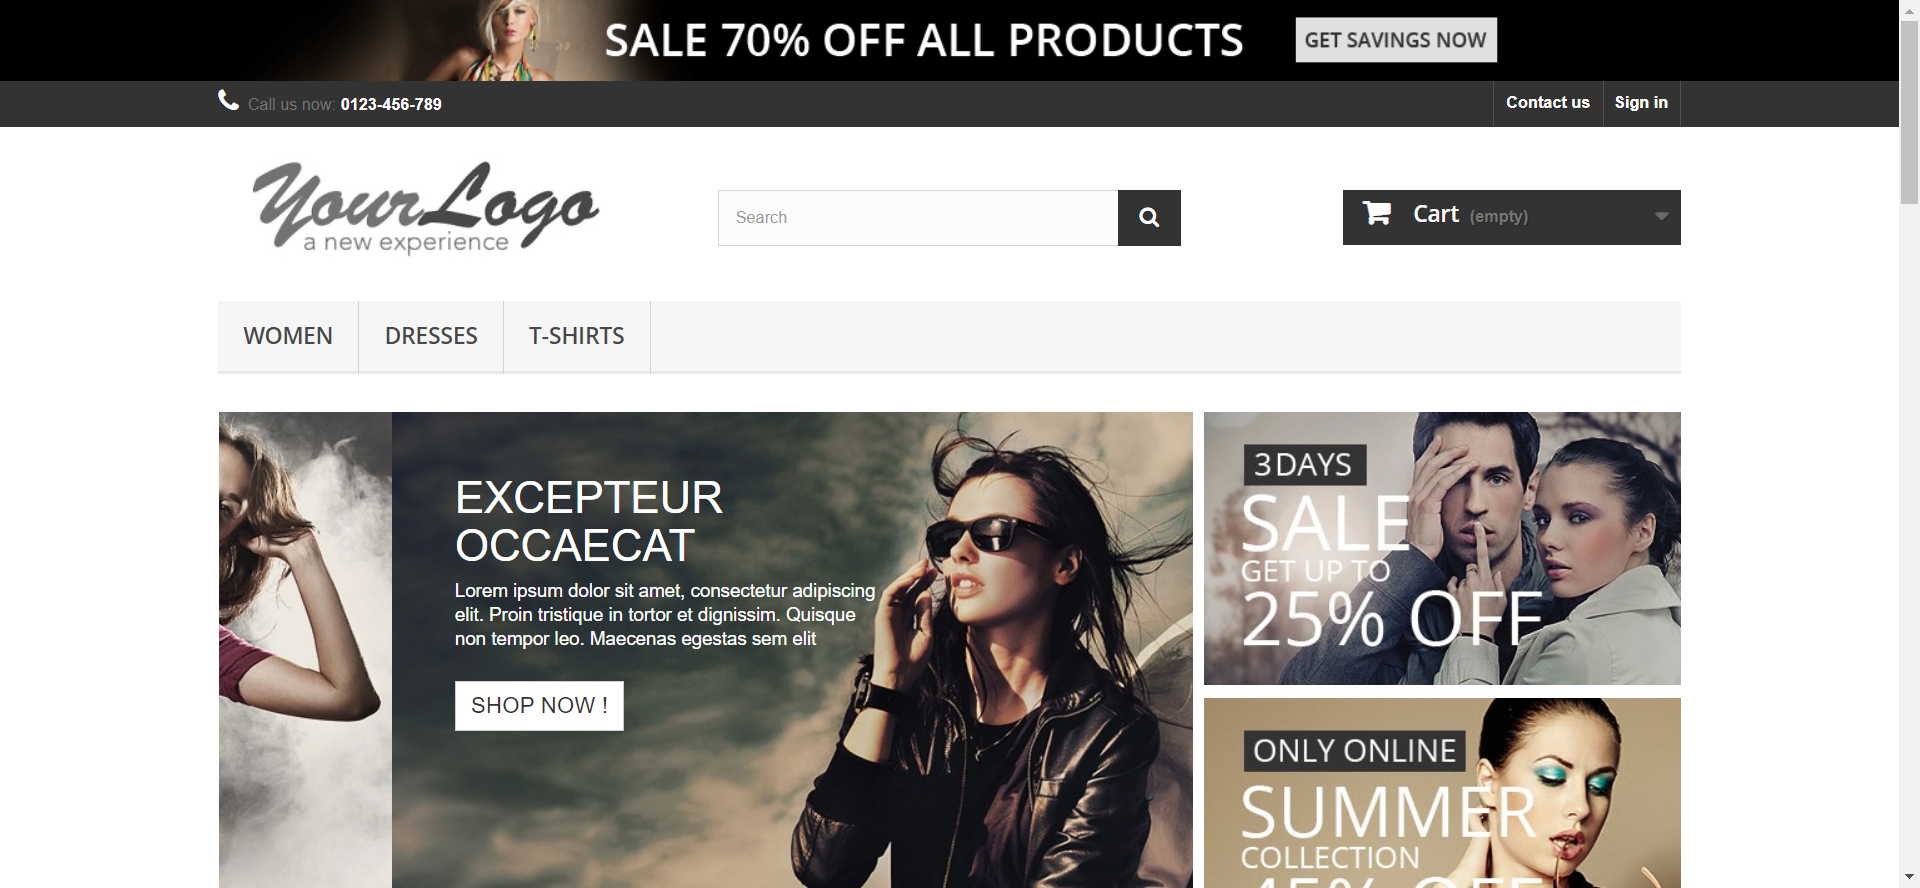 SALE 70% OFF ALL PRODUCTS
GET SAVINGS NOW
Call us now: 0123-456-789
Contact us
Sign in
YourLogo
a new experience
Search
Cart (empty)
WOMEN
DRESSES
T-SHIRTS
EXCEPTEUR
OCCAECAT
Lorem ipsum dolor sit amet, consectetur adipiscing
elit. Proin tristique in tortor et dignissim. Quisque
non tempor leo. Maecenas egestas sem elit
SHOP NOW !
3 DAYS
SALE
GET UP TO
25% OFF
ONLY ONLINE
SUMMER
COLLECTION
45% OFF